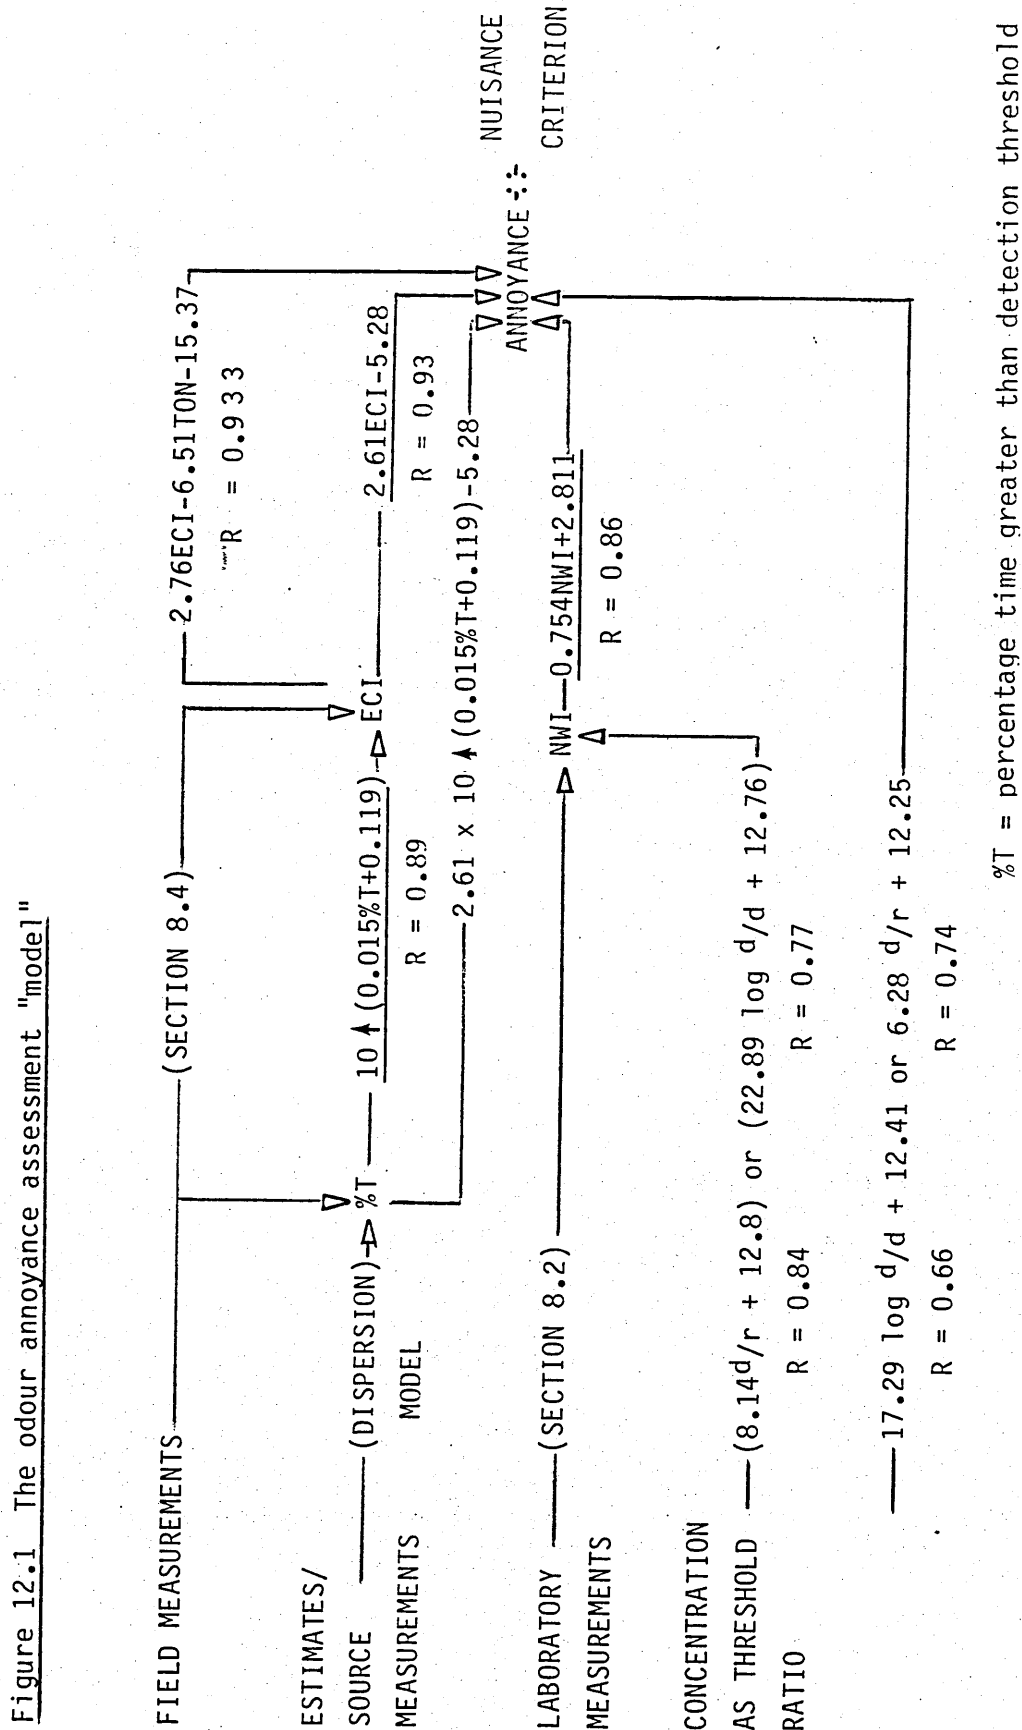 Figure 12.1 The odour annoyance assessment "model"
FIELD MEASUREMENTS (SECTION 8.4) 2.76ECI-6.51TON-15.37
R = 0.933
ESTIMATES/
SOURCE (DISPERSION) %T 10 ↑ (0.015%T+0.119) ECI 2.61ECI-5.28
MEASUREMENTS MODEL R = 0.89 R = 0.93
2.61 x 10 ↑ (0.015%T+0.119)-5.28
NUISANCE
ANNOYANCE
CRITERION
LABORATORY (SECTION 8.2) NWI 0.754NWI+2.811
MEASUREMENTS R = 0.86
CONCENTRATION
AS THRESHOLD (8.14d/r + 12.8) or (22.89 log d/d + 12.76)
RATIO R = 0.84 R = 0.77
17.29 log d/d + 12.41 or 6.28 d/r + 12.25
R = 0.66 R = 0.74
%T = percentage time greater than detection threshold